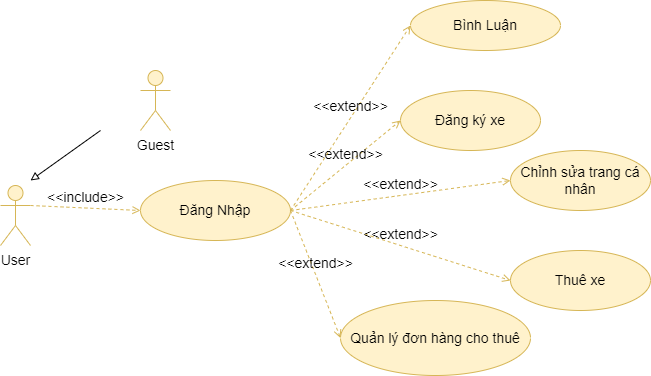 Bình Luận
<<extend>>
Đăng ký xe
Guest
<<extend>>
Chỉnh sửa trang cá
nhân
<<extend>>
<<include>>
Đăng Nhập
<<extend>>
User
<<extend>>
Thuê xe
Quản lý đơn hàng cho thuê